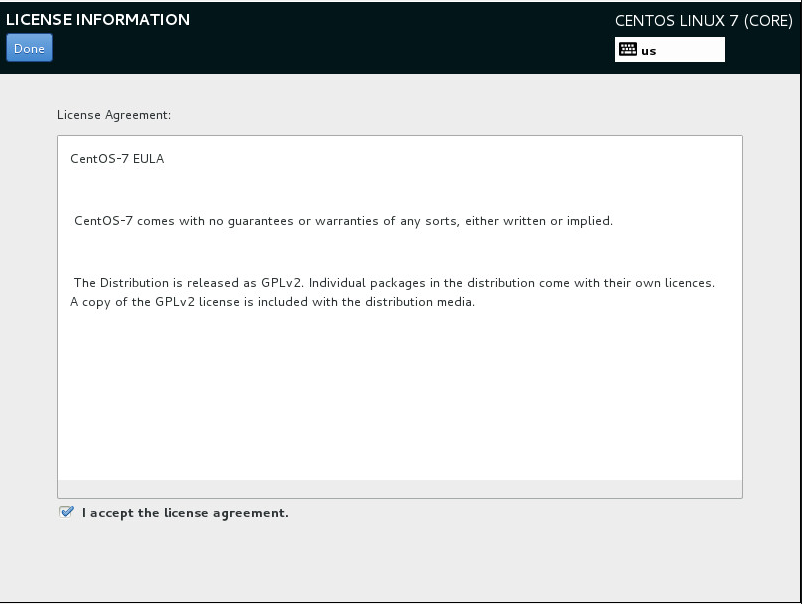 LICENSE INFORMATION
CENTOS LINUX 7 (CORE)
Done
us
License Agreement:
CentOS-7 EULA
CentOS-7 comes with no guarantees or warranties of any sorts, either written or implied.
The Distribution is released as GPLv2. Individual packages in the distribution come with their own licences.
A copy of the GPLv2 license is included with the distribution media.
I accept the license agreement.